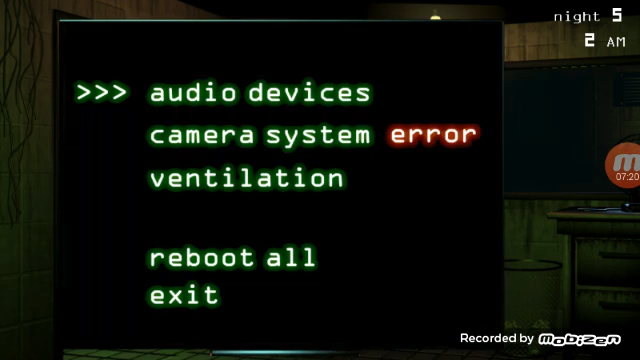 night 5
2 AM
>>> audio devices
camera system error
ventilation
07:20
reboot all
exit
Recorded by mobizen